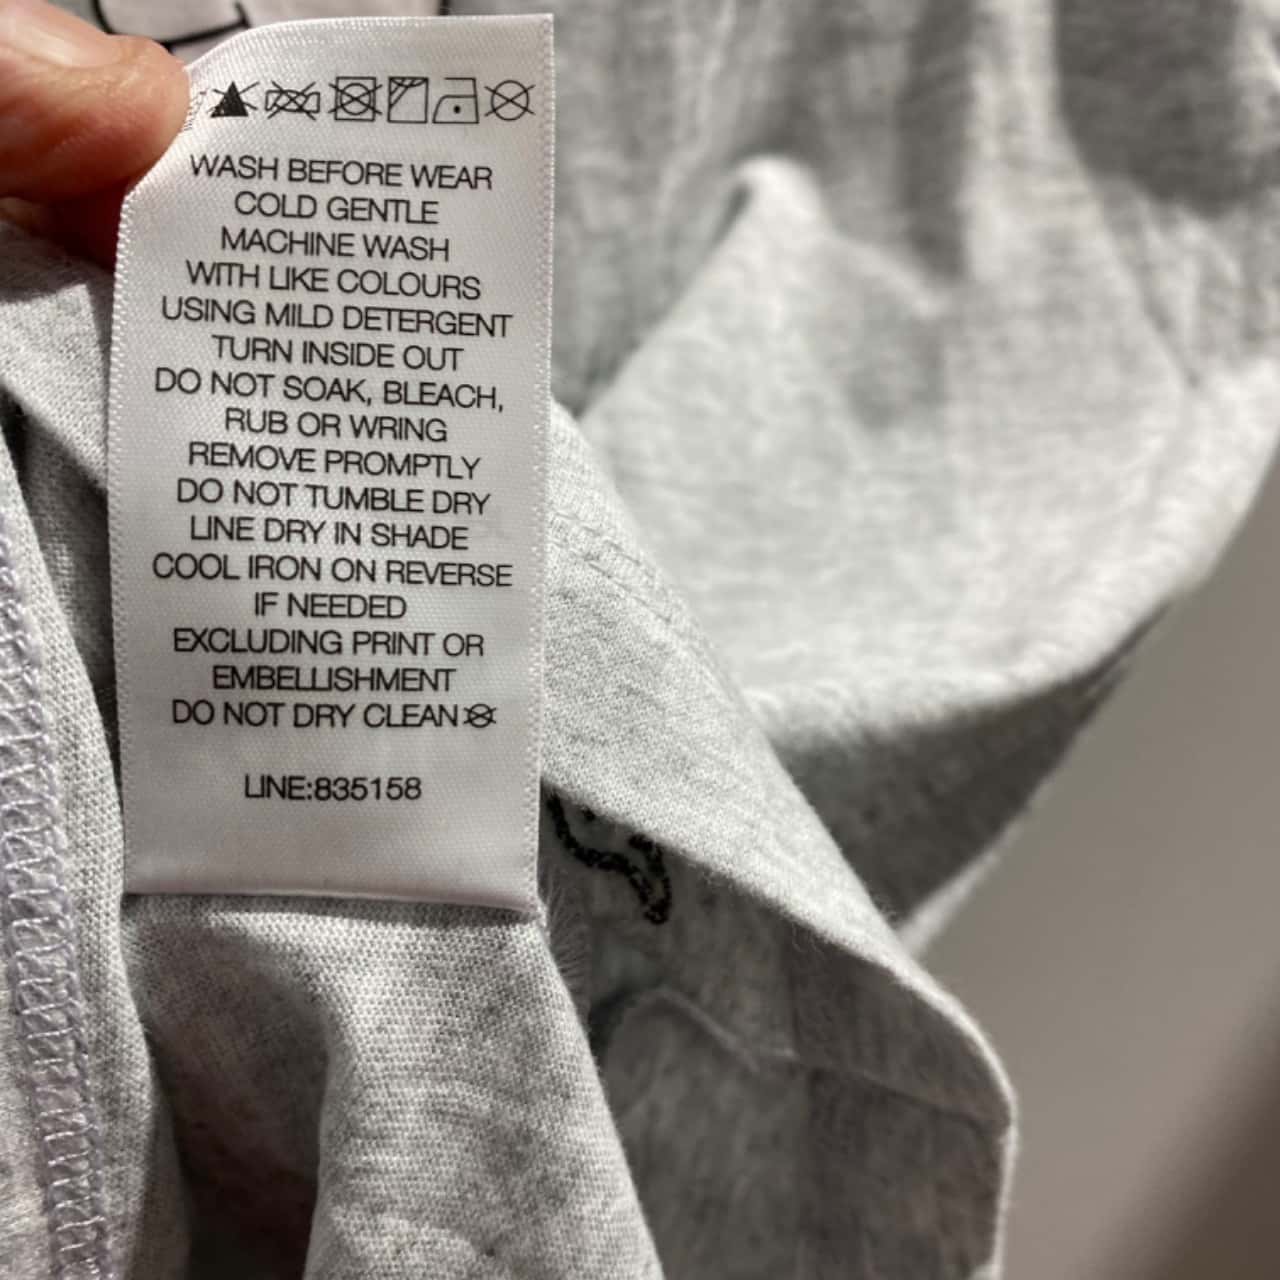 WASH BEFORE WEAR
COLD GENTLE
MACHINE WASH
WITH LIKE COLOURS
USING MILD DETERGENT
TURN INSIDE OUT
DO NOT SOAK, BLEACH,
RUB OR WRING
REMOVE PROMPTLY
DO NOT TUMBLE DRY
LINE DRY IN SHADE
COOL IRON ON REVERSE
IF NEEDED
EXCLUDING PRINT OR
EMBELLISHMENT
DO NOT DRY CLEAN
LINE:835158